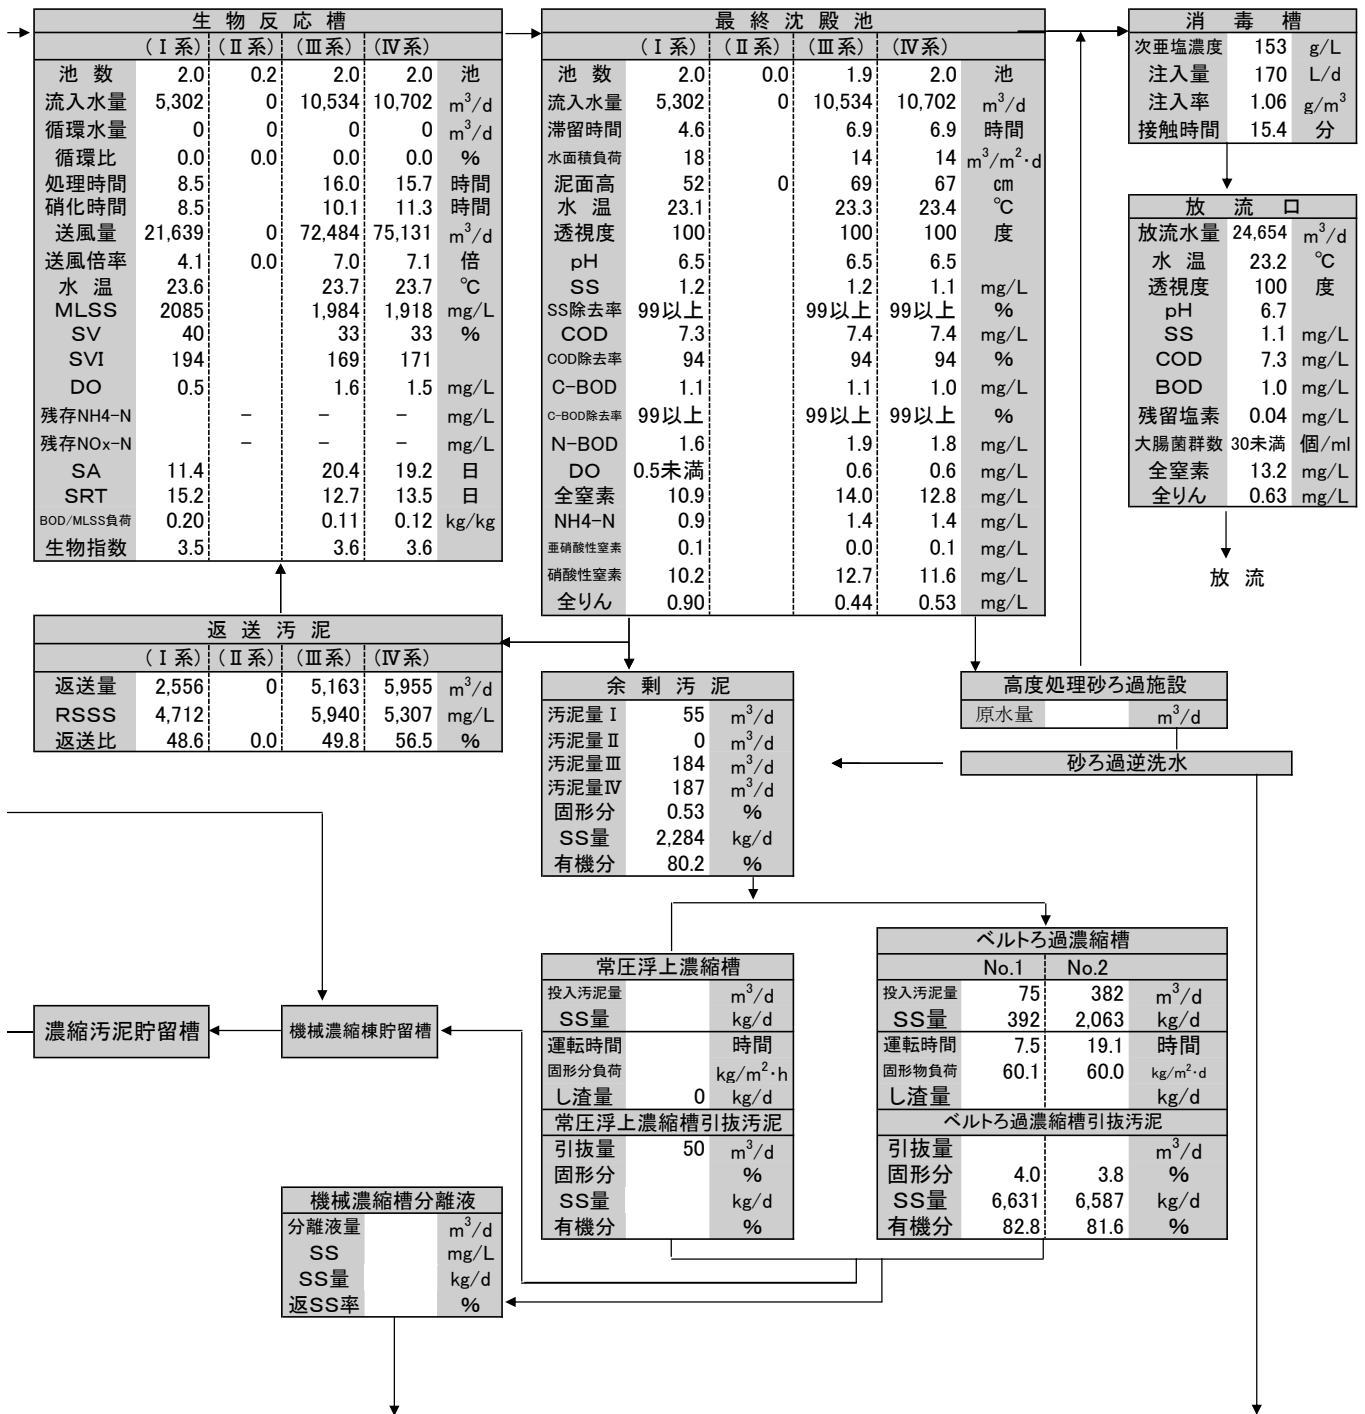 生 物 反 応 槽
(Ⅰ系) (Ⅱ系) (Ⅲ系) (Ⅳ系)
池 数 2.0 0.2 2.0 2.0 池
流入水量 5,302 0 10,534 10,702 m³/d
循環水量 0 0 0 0 m³/d
循環比 0.0 0.0 0.0 0.0 %
処理時間 8.5 16.0 15.7 時間
硝化時間 8.5 10.1 11.3 時間
送風量 21,639 0 72,484 75,131 m³/d
送風倍率 4.1 0.0 7.0 7.1 倍
水 温 23.6 23.7 23.7 ℃
MLSS 2085 1,984 1,918 mg/L
SV 40 33 33 %
SVI 194 169 171
DO 0.5 1.6 1.5 mg/L
残存NH4-N － － － mg/L
残存NOx-N － － － mg/L
SA 11.4 20.4 19.2 日
SRT 15.2 12.7 13.5 日
BOD/MLSS負荷 0.20 0.11 0.12 kg/kg
生物指数 3.5 3.6 3.6
最 終 沈 殿 池
(Ⅰ系) (Ⅱ系) (Ⅲ系) (Ⅳ系)
池 数 2.0 0.0 1.9 2.0 池
流入水量 5,302 0 10,534 10,702 m³/d
滞留時間 4.6 6.9 6.9 時間
水面積負荷 18 14 14 m³/m²･d
泥面高 52 0 69 67 ㎝
水 温 23.1 23.3 23.4 ℃
透視度 100 100 100 度
pH 6.5 6.5 6.5
SS 1.2 1.2 1.1 mg/L
SS除去率 99以上 99以上 99以上 %
COD 7.3 7.4 7.4 mg/L
COD除去率 94 94 94 %
C-BOD 1.1 1.1 1.0 mg/L
C-BOD除去率 99以上 99以上 99以上 %
N-BOD 1.6 1.9 1.8 mg/L
DO 0.5未満 0.6 0.6 mg/L
全窒素 10.9 14.0 12.8 mg/L
NH4-N 0.9 1.4 1.4 mg/L
亜硝酸性窒素 0.1 0.0 0.1 mg/L
硝酸性窒素 10.2 12.7 11.6 mg/L
全りん 0.90 0.44 0.53 mg/L
消 毒 槽
次亜塩濃度 153 g/L
注入量 170 L/d
注入率 1.06 g/m³
接触時間 15.4 分
放 流 口
放流水量 24,654 m³/d
水 温 23.2 ℃
透視度 100 度
pH 6.7
SS 1.1 mg/L
COD 7.3 mg/L
BOD 1.0 mg/L
残留塩素 0.04 mg/L
大腸菌群数 30未満 個/ml
全窒素 13.2 mg/L
全りん 0.63 mg/L
放 流
返 送 汚 泥
(Ⅰ系) (Ⅱ系) (Ⅲ系) (Ⅳ系)
返送量 2,556 0 5,163 5,955 m³/d
RSSS 4,712 5,940 5,307 mg/L
返送比 48.6 0.0 49.8 56.5 %
余 剰 汚 泥
汚泥量Ⅰ 55 m³/d
汚泥量Ⅱ 0 m³/d
汚泥量Ⅲ 184 m³/d
汚泥量Ⅳ 187 m³/d
固形分 0.53 %
SS量 2,284 kg/d
有機分 80.2 %
高度処理砂ろ過施設
原水量 m³/d
砂ろ過逆洗水
濃縮汚泥貯留槽
機械濃縮棟貯留槽
常圧浮上濃縮槽
投入汚泥量 m³/d
SS量 kg/d
運転時間 時間
固形分負荷 kg/m²･h
し渣量 0 kg/d
常圧浮上濃縮槽引抜汚泥
引抜量 50 m³/d
固形分 %
SS量 kg/d
有機分 %
ベルトろ過濃縮槽
No.1 No.2
投入汚泥量 75 382 m³/d
SS量 392 2,063 kg/d
運転時間 7.5 19.1 時間
固形物負荷 60.1 60.0 kg/m²･d
し渣量 kg/d
ベルトろ過濃縮槽引抜汚泥
引抜量 m³/d
固形分 4.0 3.8 %
SS量 6,631 6,587 kg/d
有機分 82.8 81.6 %
機械濃縮槽分離液
分離液量 m³/d
SS mg/L
SS量 kg/d
返SS率 %